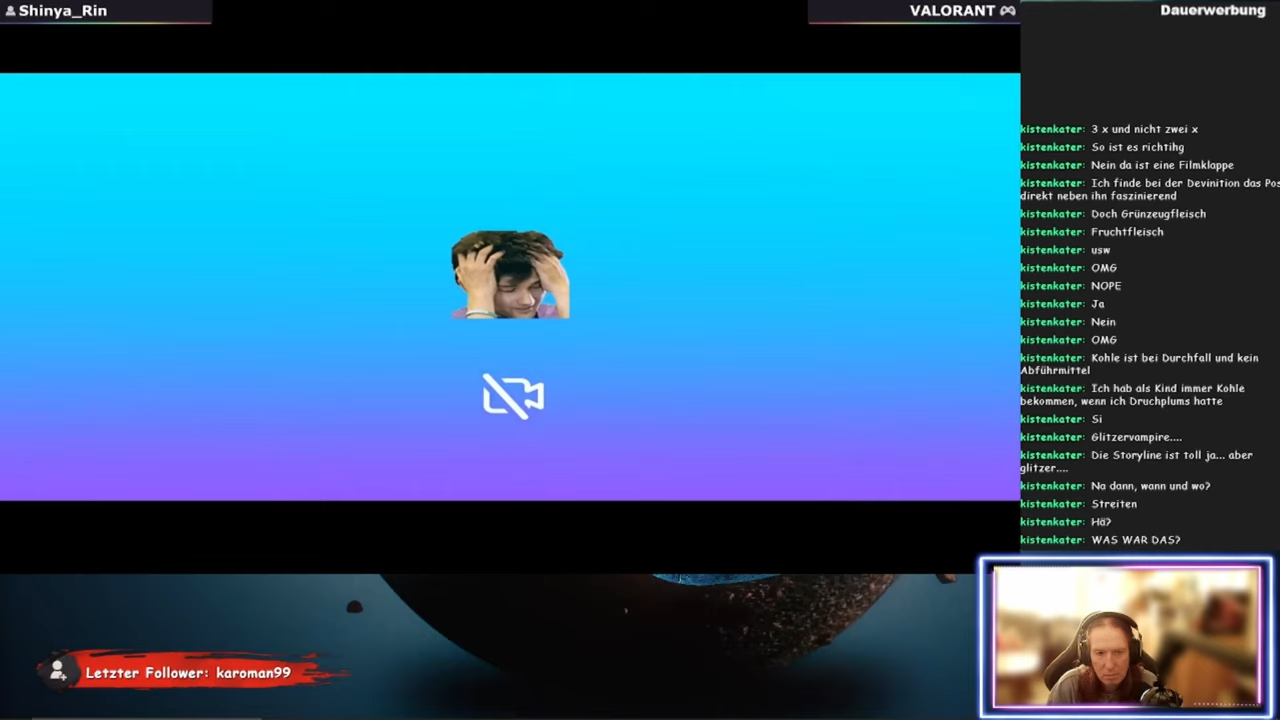 Shinya_Rin
VALORANT
Dauerwerbung
kistenkater: 3 x und nicht zwei x
kistenkater: So ist es richtihg
kistenkater: Nein da ist eine Filmklappe
kistenkater: Ich finde bei der Devinition das Pos
direkt neben ihn faszinierend
kistenkater: Doch Grünzeugfleisch
kistenkater: Fruchtfleisch
kistenkater: usw
kistenkater: OMG
kistenkater: NOPE
kistenkater: Ja
kistenkater: Nein
kistenkater: OMG
kistenkater: Kohle ist bei Durchfall und kein
Abführmittel
kistenkater: Ich hab als Kind immer Kohle
bekommen, wenn ich Druchplums hatte
kistenkater: Si
kistenkater: Glitzervampire....
kistenkater: Die Storyline ist toll ja... aber
glitzer....
kistenkater: Na dann, wann und wo?
kistenkater: Streiten
kistenkater: Hä?
kistenkater: WAS WAR DAS?
Letzter Follower: karoman99